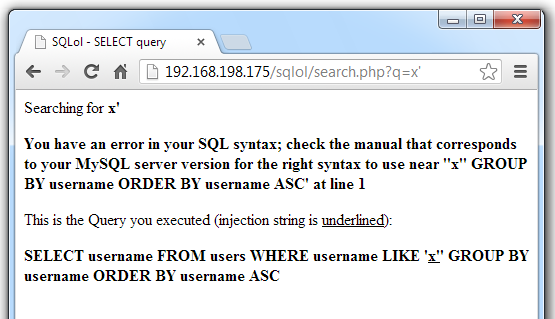 SQLol - SELECT query
192.168.198.175/sqlol/search.php?q=x'
Searching for x'
You have an error in your SQL syntax; check the manual that corresponds
to your MySQL server version for the right syntax to use near ''x'' GROUP
BY username ORDER BY username ASC' at line 1
This is the Query you executed (injection string is underlined):
SELECT username FROM users WHERE username LIKE 'x'' GROUP BY
username ORDER BY username ASC